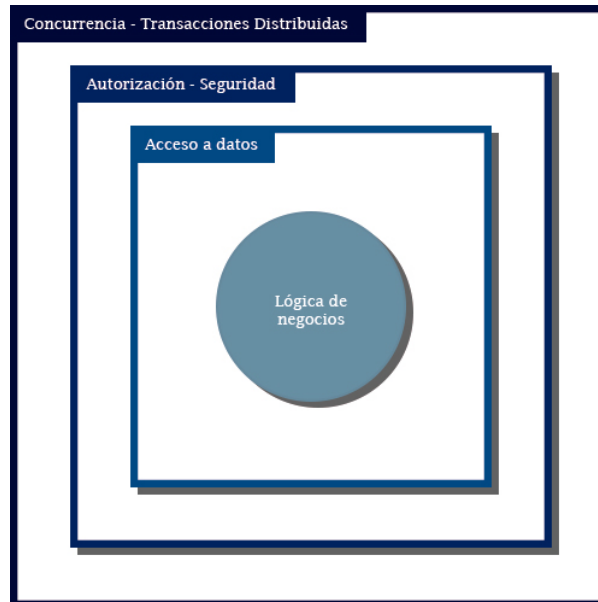 Concurrencia - Transacciones Distribuidas
Autorización - Seguridad
Acceso a datos
Lógica de
negocios